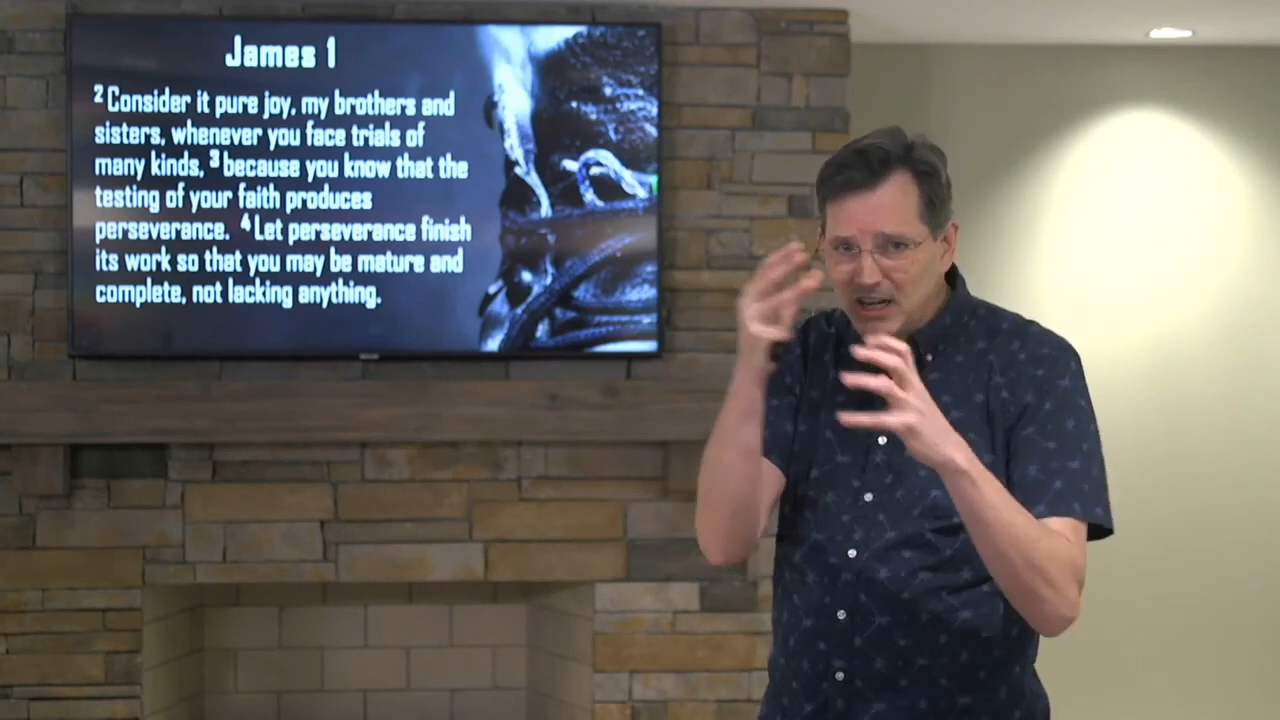 James 1
2 Consider it pure joy, my brothers and
sisters, whenever you face trials of
many kinds, 3 because you know that the
testing of your faith produces
perseverance. 4 Let perseverance finish
its work so that you may be mature and
complete, not lacking anything.